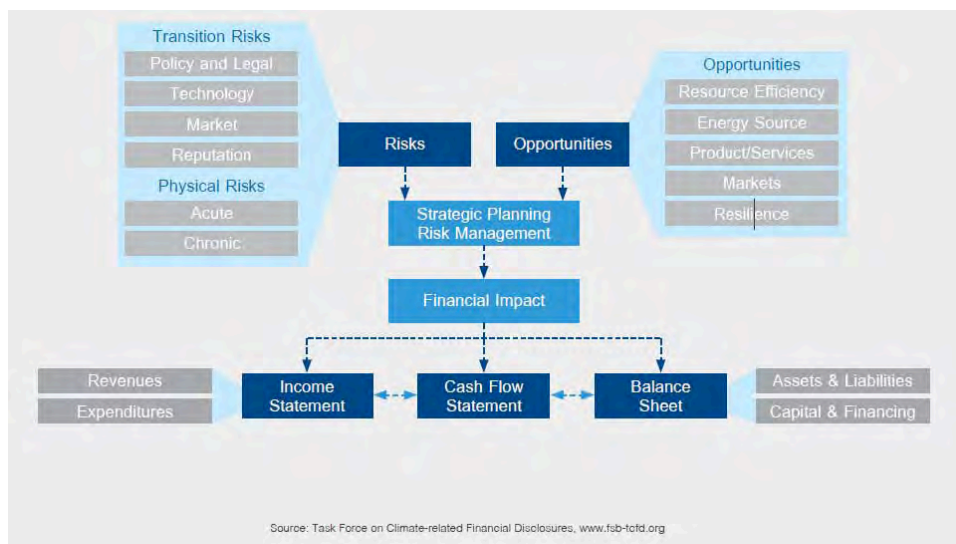 Transition Risks
Policy and Legal
Technology
Market
Reputation
Physical Risks
Acute
Chronic
Risks
Opportunities
Opportunities
Resource Efficiency
Energy Source
Product/Services
Markets
Resilience
Strategic Planning
Risk Management
Financial Impact
Revenues
Expenditures
Income
Statement
Cash Flow
Statement
Balance
Sheet
Assets & Liabilities
Capital & Financing
Source: Task Force on Climate-related Financial Disclosures, www.fsb-tcfd.org